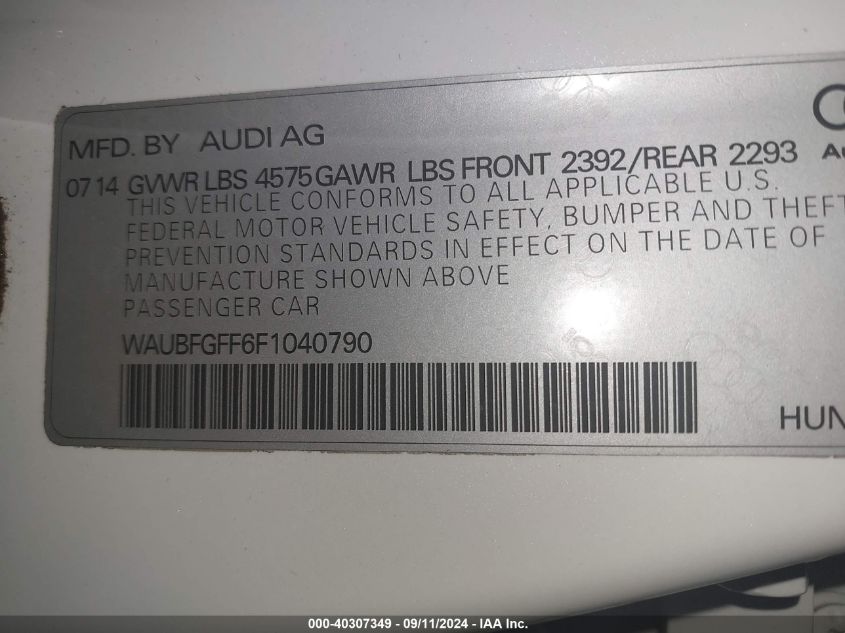 MFD. BY AUDI AG
07 14 GVWR LBS 4575 GAWR LBS FRONT 2392/REAR 2293
THIS VEHICLE CONFORMS TO ALL APPLICABLE U.S.
FEDERAL MOTOR VEHICLE SAFETY, BUMPER AND THEFT
PREVENTION STANDARDS IN EFFECT ON THE DATE OF
MANUFACTURE SHOWN ABOVE
PASSENGER CAR
WAUBFGFF6F1040790
HUN
000-40307349 - 09/11/2024 - IAA Inc.